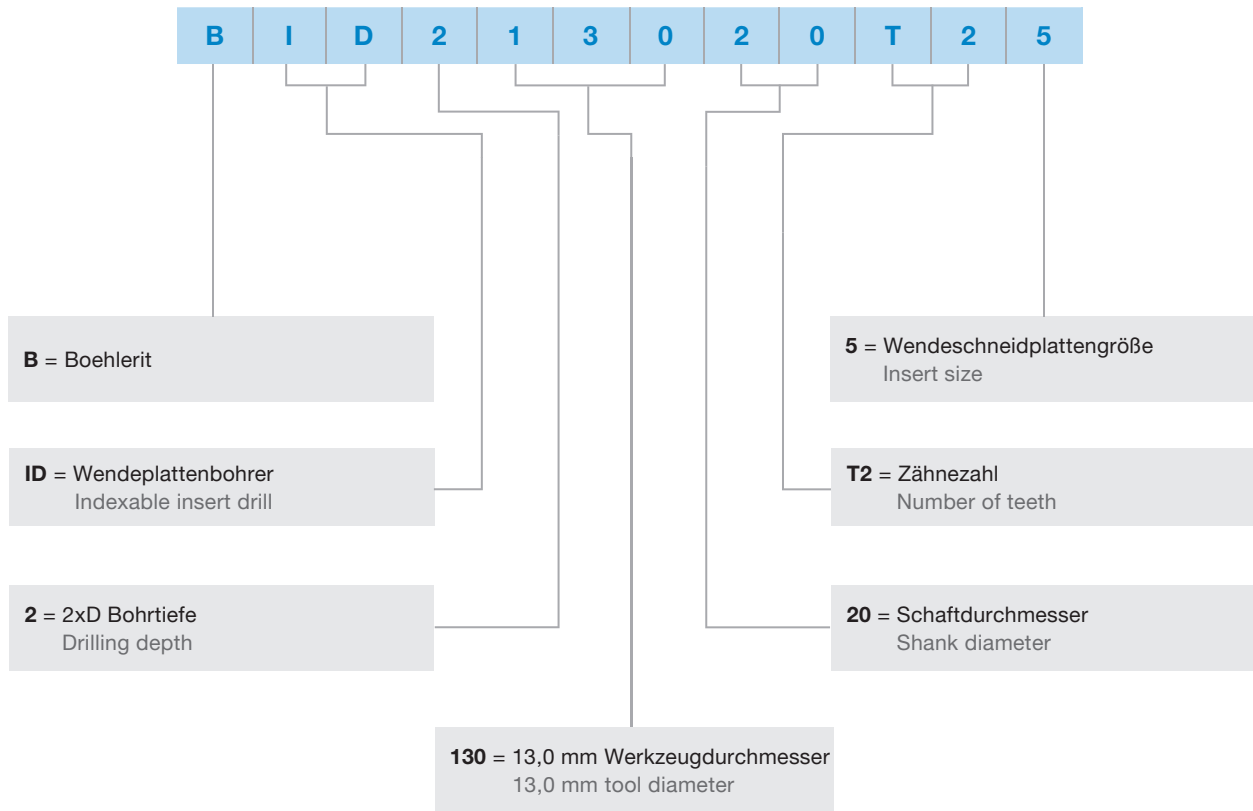 B I D 2 1 3 0 2 0 T 2 5
B = Boehlerit
ID = Wendeplattenbohrer
Indexable insert drill
2 = 2xD Bohrtiefe
Drilling depth
130 = 13,0 mm Werkzeugdurchmesser
13,0 mm tool diameter
5 = Wendeschneidplattengröße
Insert size
T2 = Zähnezahl
Number of teeth
20 = Schaftdurchmesser
Shank diameter